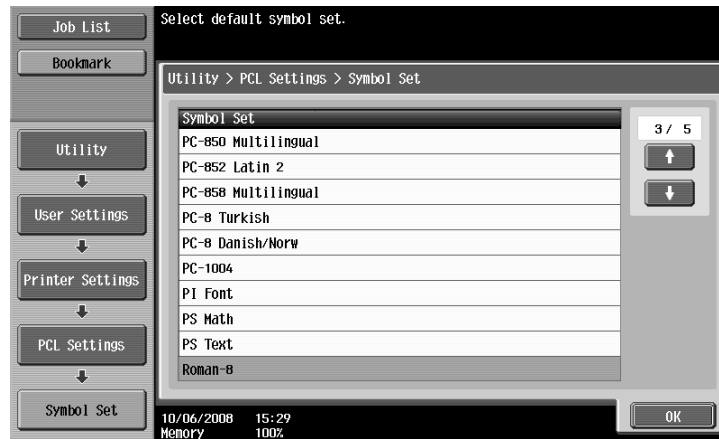 Job List
Bookmark
Utility
User Settings
Printer Settings
PCL Settings
Symbol Set
Select default symbol set.
Utility > PCL Settings > Symbol Set
Symbol Set
PC-850 Multilingual
PC-852 Latin 2
PC-858 Multilingual
PC-8 Turkish
PC-8 Danish/Norw
PC-1004
PI Font
PS Math
PS Text
Roman-8
3/ 5
10/06/2008 15:29
Memory 100%
OK